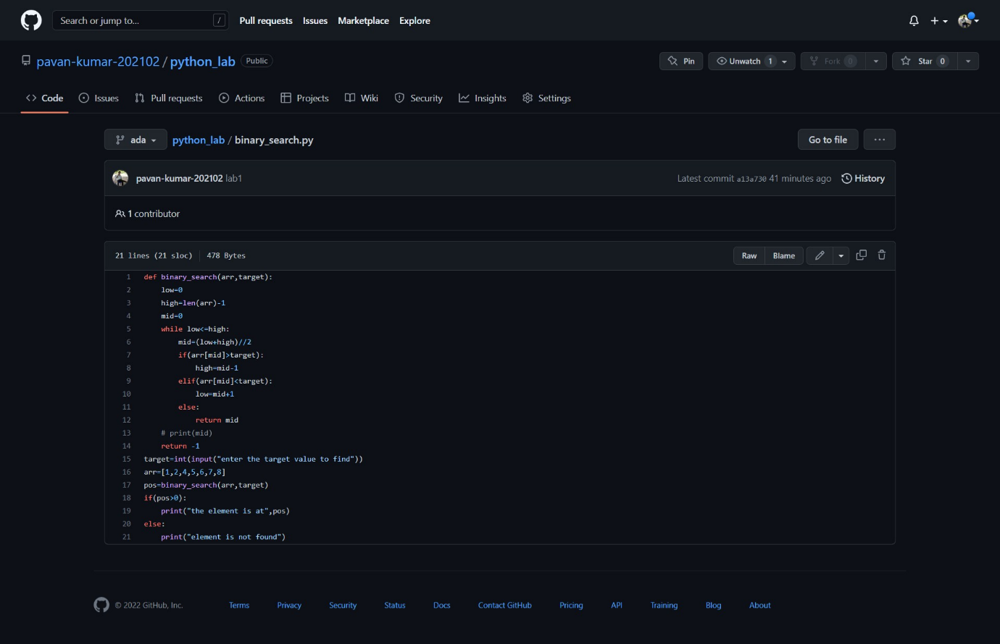 Search or jump to... /
Pull requests Issues Marketplace Explore
pavan-kumar-202102 / python_lab Public
Pin Unwatch 1 Fork 0 Star 0
Code Issues Pull requests Actions Projects Wiki Security Insights Settings
ada python_lab / binary_search.py Go to file ...
pavan-kumar-202102 lab1 Latest commit a13a730 41 minutes ago History
1 contributor
21 lines (21 sloc) 478 Bytes Raw Blame
1 def binary_search(arr,target):
2     low=0
3     high=len(arr)-1
4     mid=0
5     while low<=high:
6         mid=(low+high)//2
7         if(arr[mid]>target):
8             high=mid-1
9         elif(arr[mid]<target):
10             low=mid+1
11         else:
12             return mid
13     # print(mid)
14     return -1
15 target=int(input("enter the target value to find"))
16 arr=[1,2,4,5,6,7,8]
17 pos=binary_search(arr,target)
18 if(pos>0):
19     print("the element is at",pos)
20 else:
21     print("element is not found")
© 2022 GitHub, Inc. Terms Privacy Security Status Docs Contact GitHub Pricing API Training Blog About